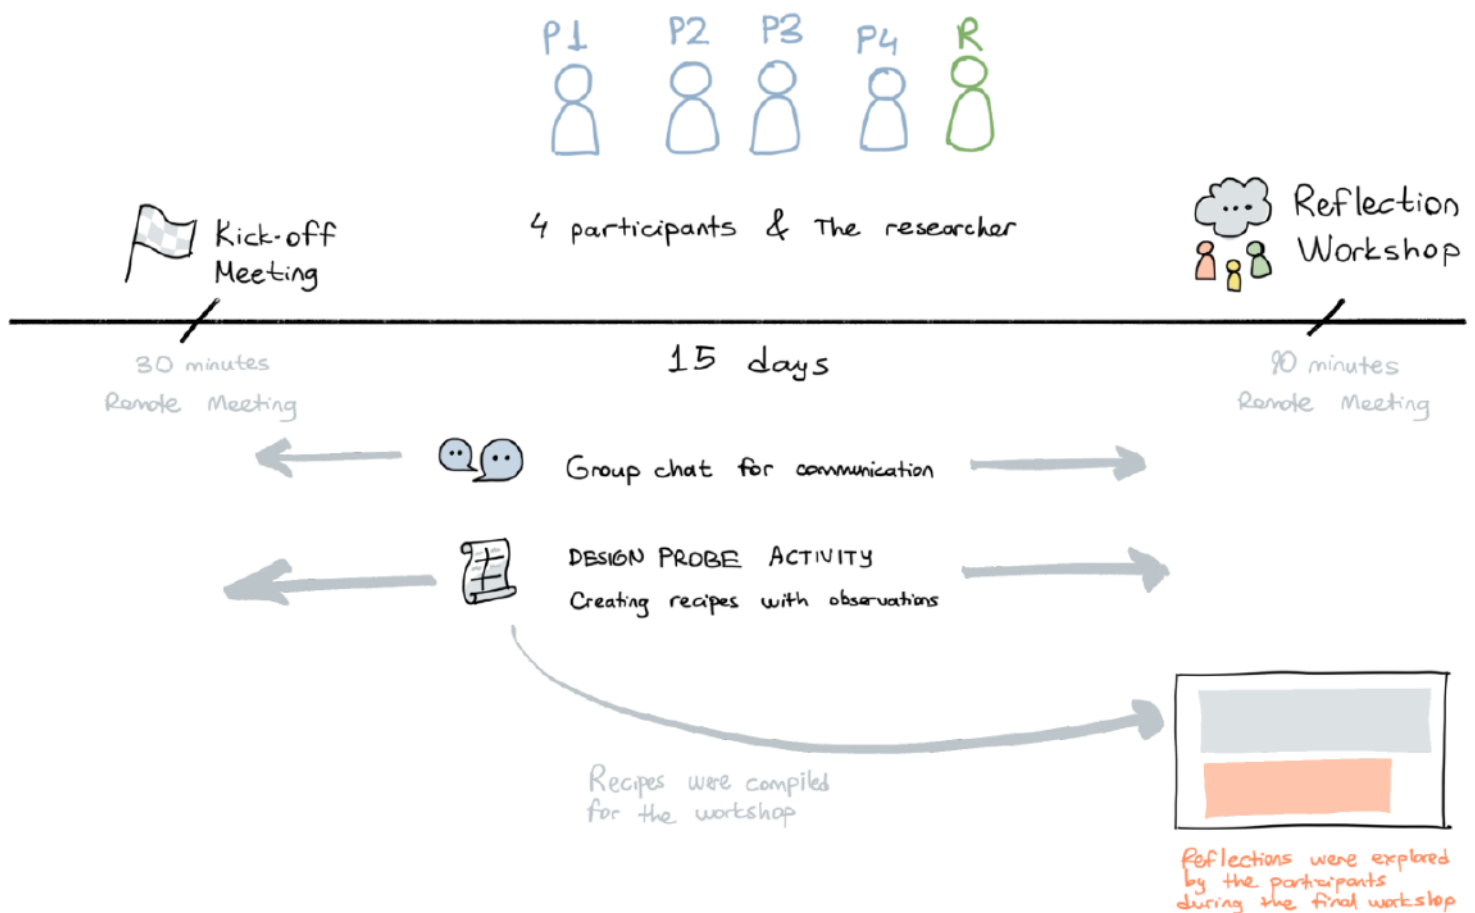 P1 P2 P3 P4 R
4 participants & The researcher
Kick-off
Meeting
Reflection
Workshop
30 minutes
Remote Meeting
15 days
90 minutes
Remote Meeting
Group chat for communication
DESIGN PROBE ACTIVITY
Creating recipes with observations
Recipes were compiled
for the workshop
Reflections were explored
by the participants
during the final workshop